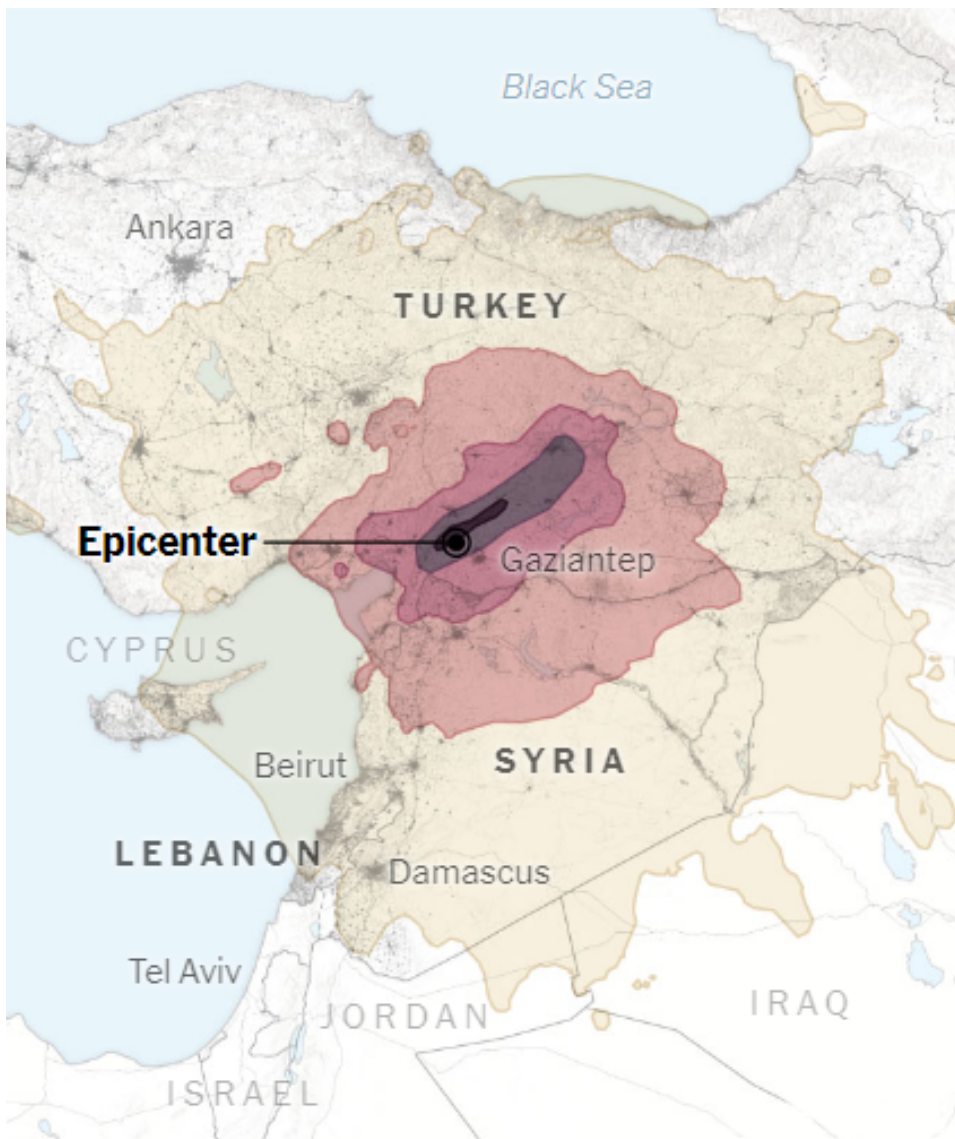 Black Sea
Ankara
TURKEY
Epicenter
Gaziantep
CYPRUS
Beirut
SYRIA
LEBANON
Damascus
Tel Aviv
JORDAN
IRAQ
ISRAEL